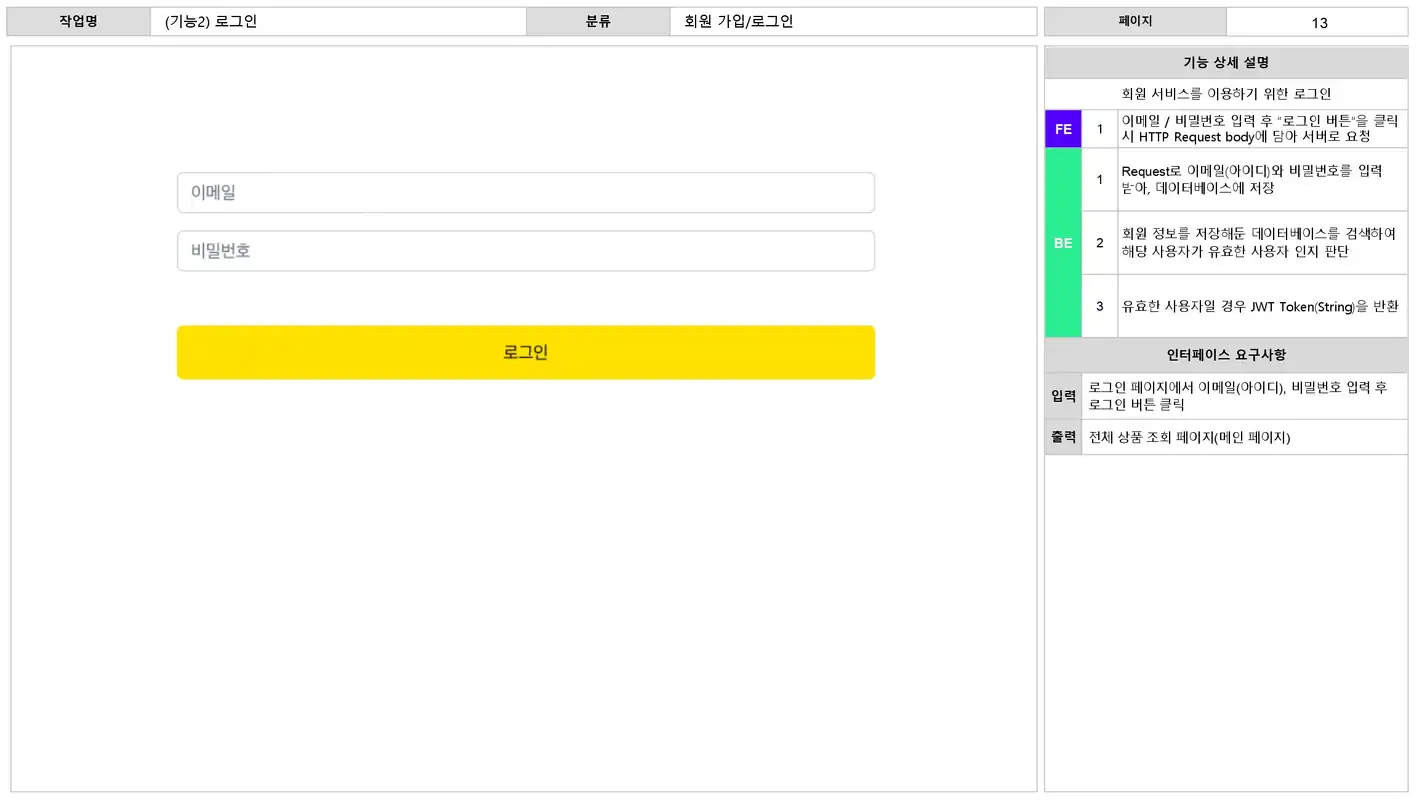 작업명
(기능2) 로그인
분류
회원 가입/로그인
페이지
13
이메일
비밀번호
로그인
기능 상세 설명
회원 서비스를 이용하기 위한 로그인
FE
1
이메일 / 비밀번호 입력 후 "로그인 버튼"을 클릭
시 HTTP Request body에 담아 서버로 요청
BE
1
Request로 이메일(아이디)와 비밀번호를 입력
받아, 데이터베이스에 저장
2
회원 정보를 저장해둔 데이터베이스를 검색하여
해당 사용자가 유효한 사용자 인지 판단
3
유효한 사용자일 경우 JWT Token(String)을 반환
인터페이스 요구사항
입력
로그인 페이지에서 이메일(아이디), 비밀번호 입력 후
로그인 버튼 클릭
출력
전체 상품 조회 페이지(메인 페이지)